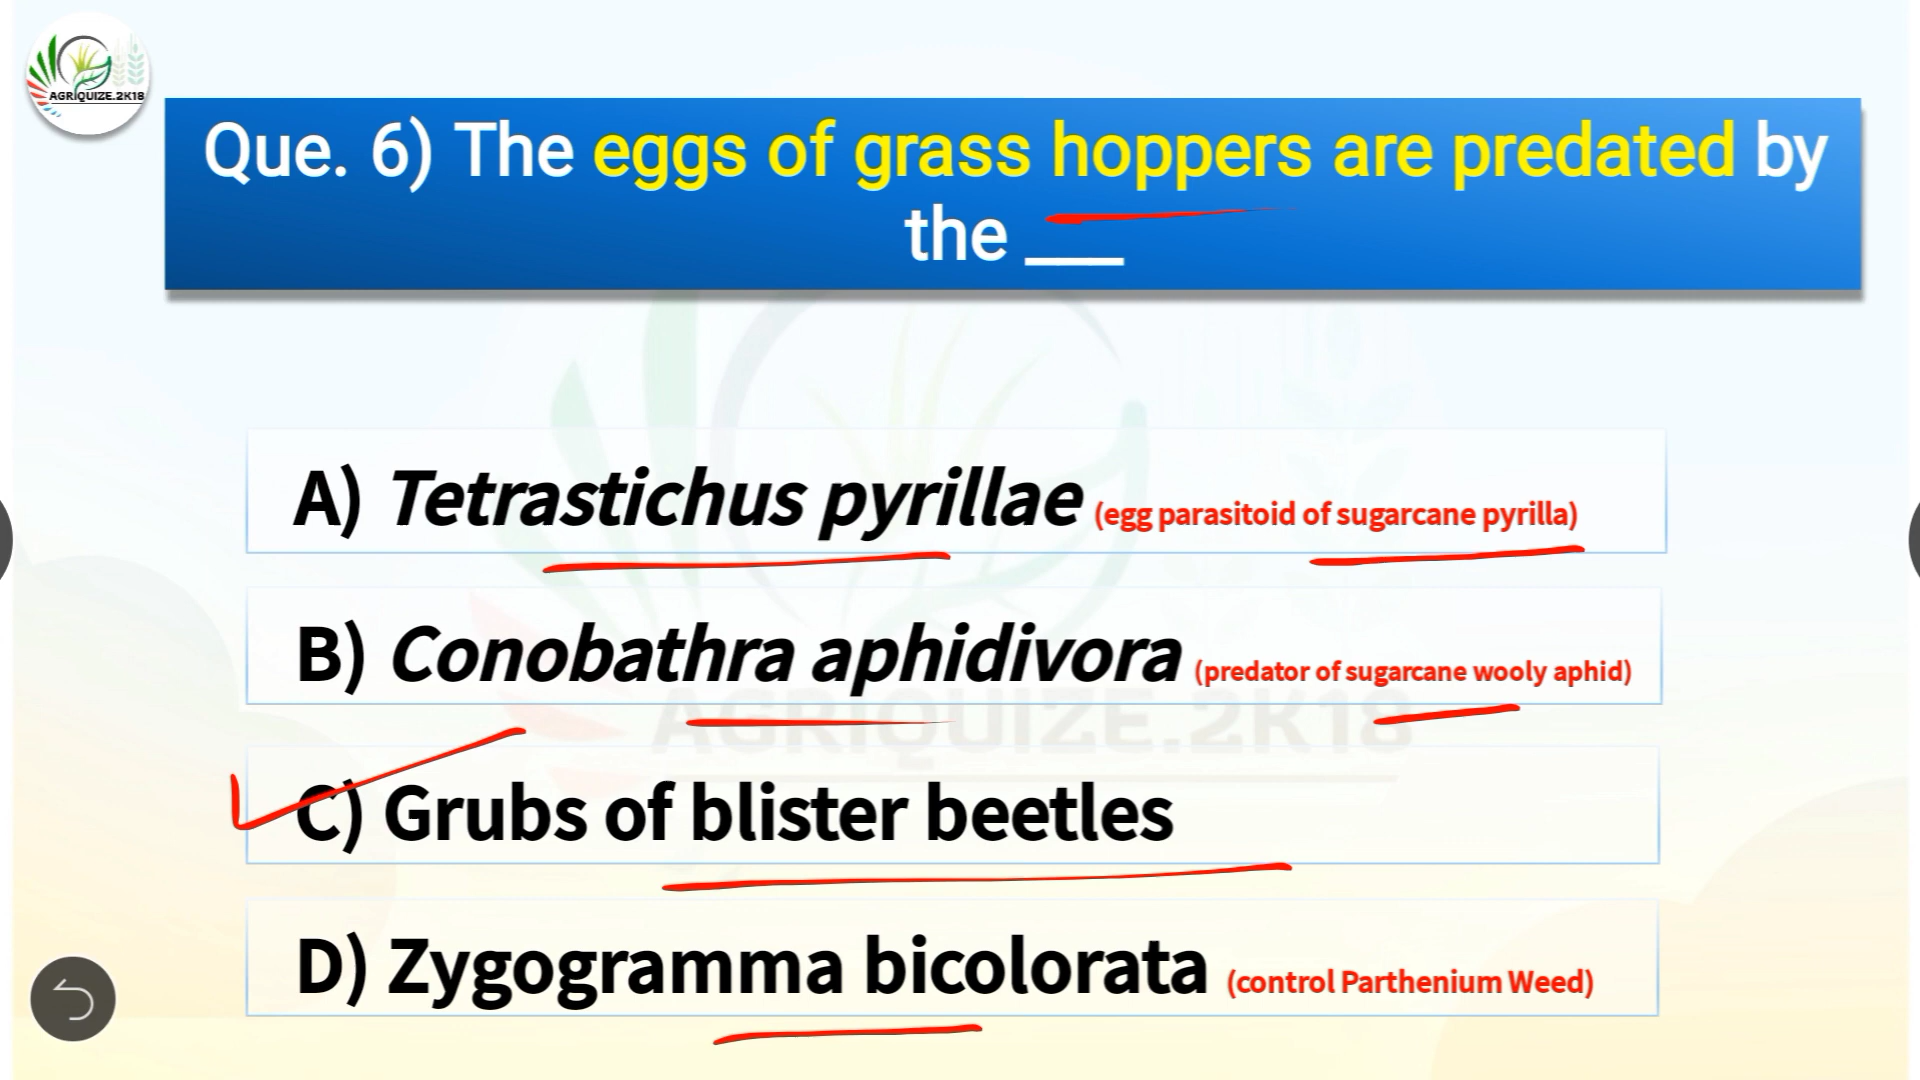 AGRIQUIZE.2K18
Que. 6) The eggs of grass hoppers are predated by
the ___
A) Tetrastichus pyrillae (egg parasitoid of sugarcane pyrilla)
B) Conobathra aphidivora (predator of sugarcane wooly aphid)
AGRIQUIZE.2K18
C) Grubs of blister beetles
D) Zygogramma bicolorata (control Parthenium Weed)